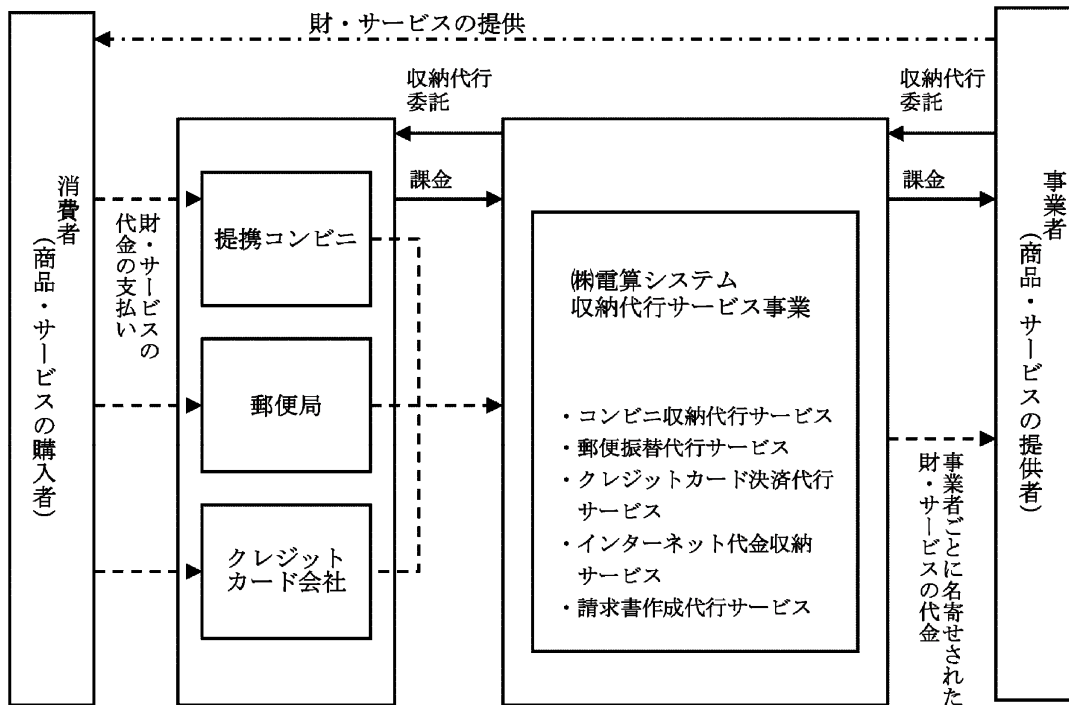 財・サービスの提供
収納代行
委託
収納代行
委託
課金
課金
消費者
(商品・サービスの購入者)
財・サービスの
代金の支払い
提携コンビニ
郵便局
クレジット
カード会社
㈱電算システム
収納代行サービス事業
・コンビニ収納代行サービス
・郵便振替代行サービス
・クレジットカード決済代行
サービス
・インターネット代金収納
サービス
・請求書作成代行サービス
事業者ごとに名寄せされた
財・サービスの代金
事業者
(商品・サービスの提供者)